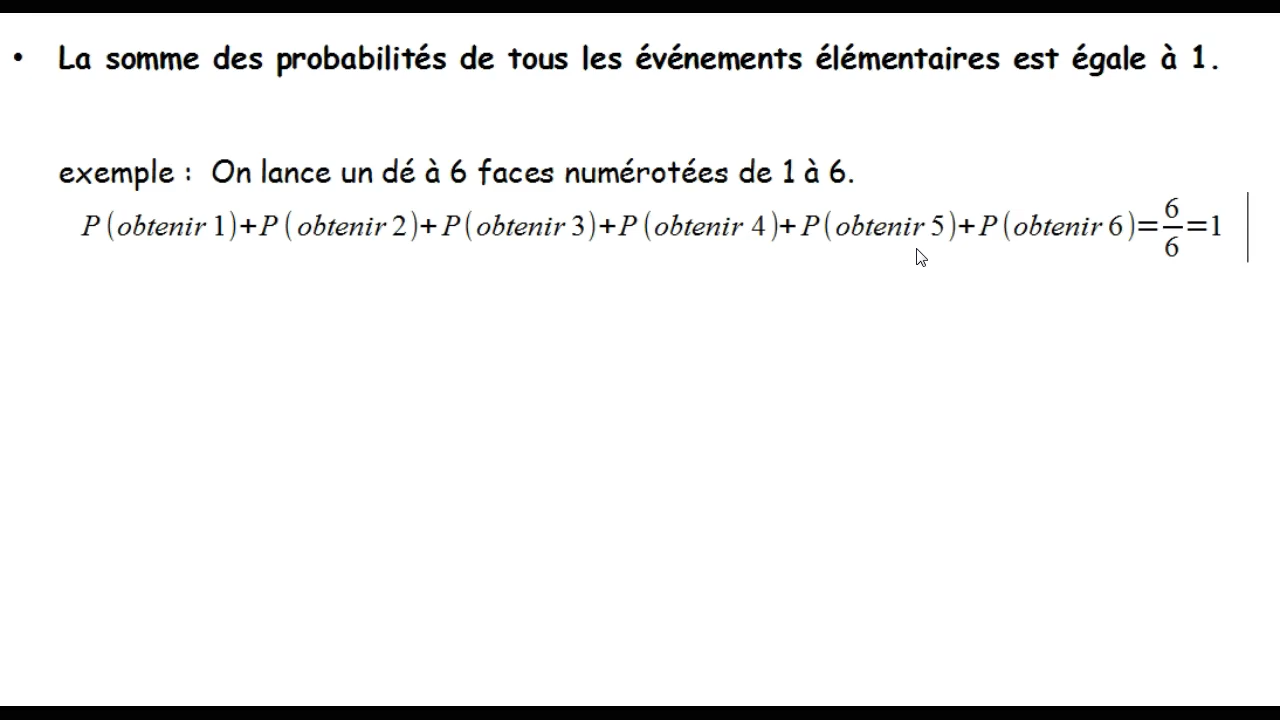 • La somme des probabilités de tous les événements élémentaires est égale à 1.
exemple : On lance un dé à 6 faces numérotées de 1 à 6.
P(obtenir 1)+P(obtenir 2)+P(obtenir 3)+P(obtenir 4)+P(obtenir 5)+P(obtenir 6)=6/6=1